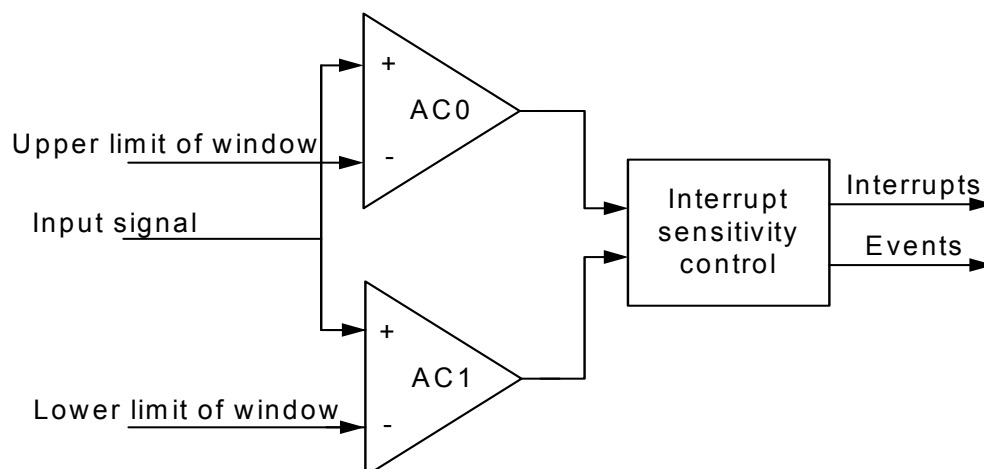 +
AC0
Upper limit of window
-
Input signal
Interrupt
sensitivity
control
Interrupts
Events
+
AC1
Lower limit of window
-